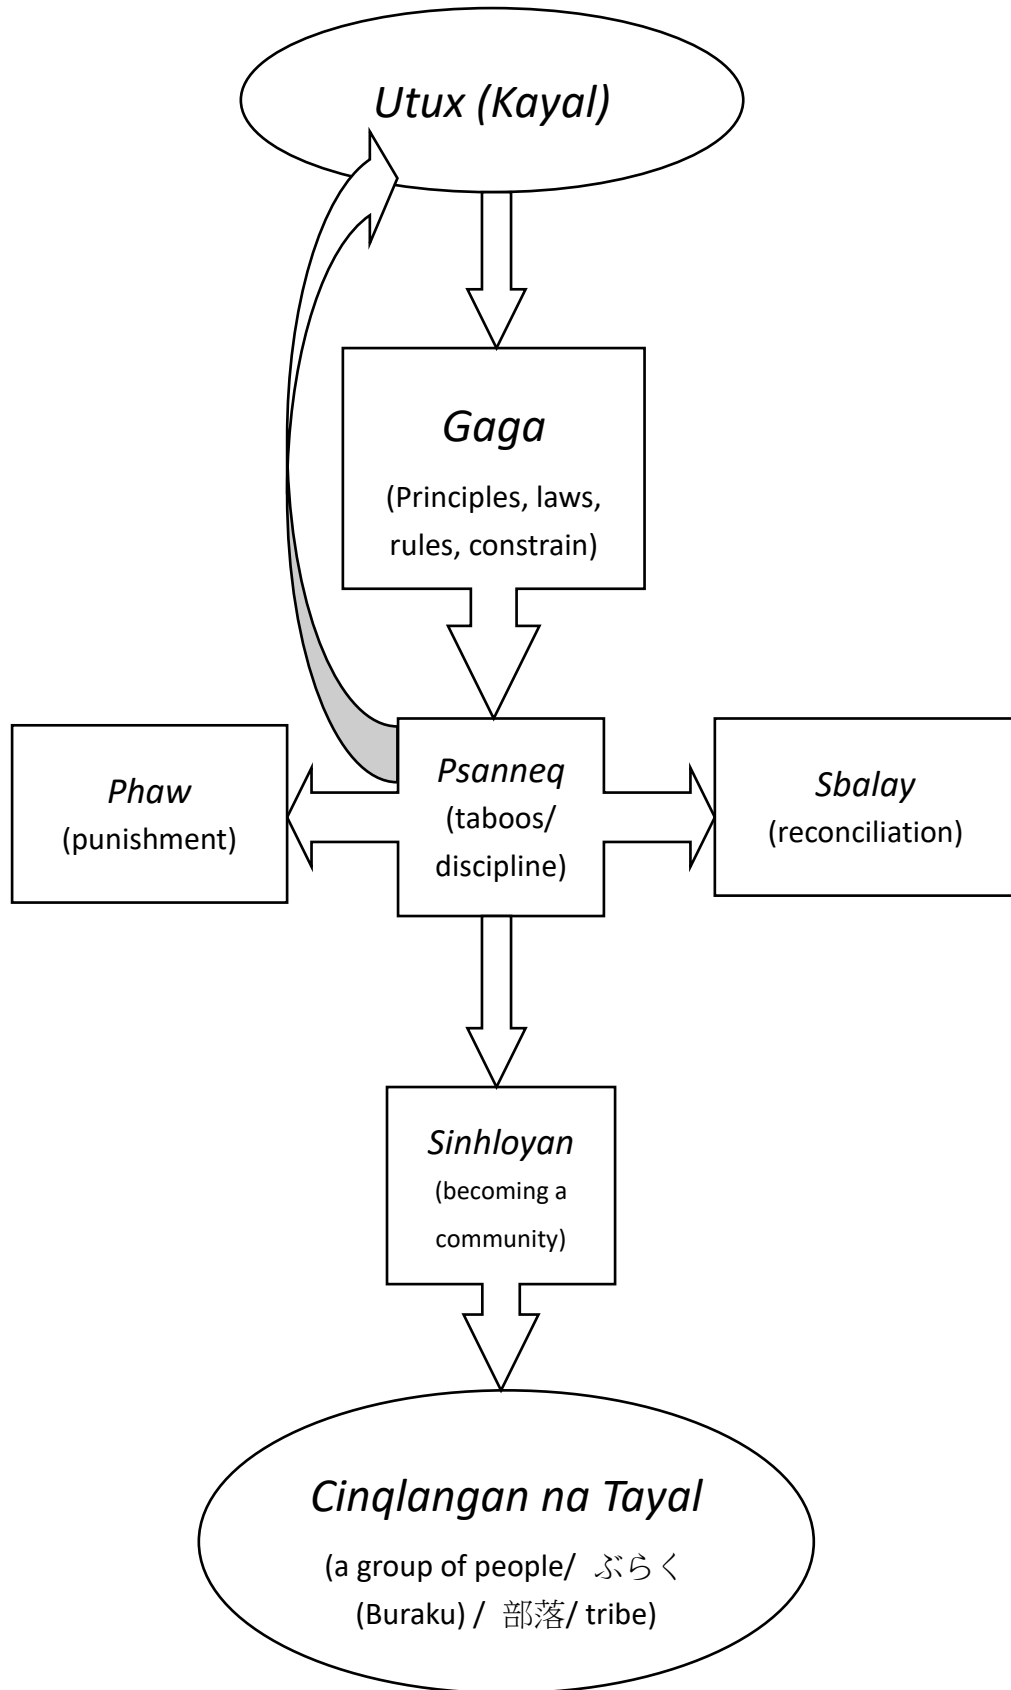 Utux (Kayal)
Gaga
(Principles, laws,
rules, constrain)
Phaw
(punishment)
Psanneq
(taboos/
discipline)
Sbalay
(reconciliation)
Sinhloyan
(becoming a
community)
Cinqlangan na Tayal
(a group of people/ ぶらく
(Buraku) / 部落/ tribe)